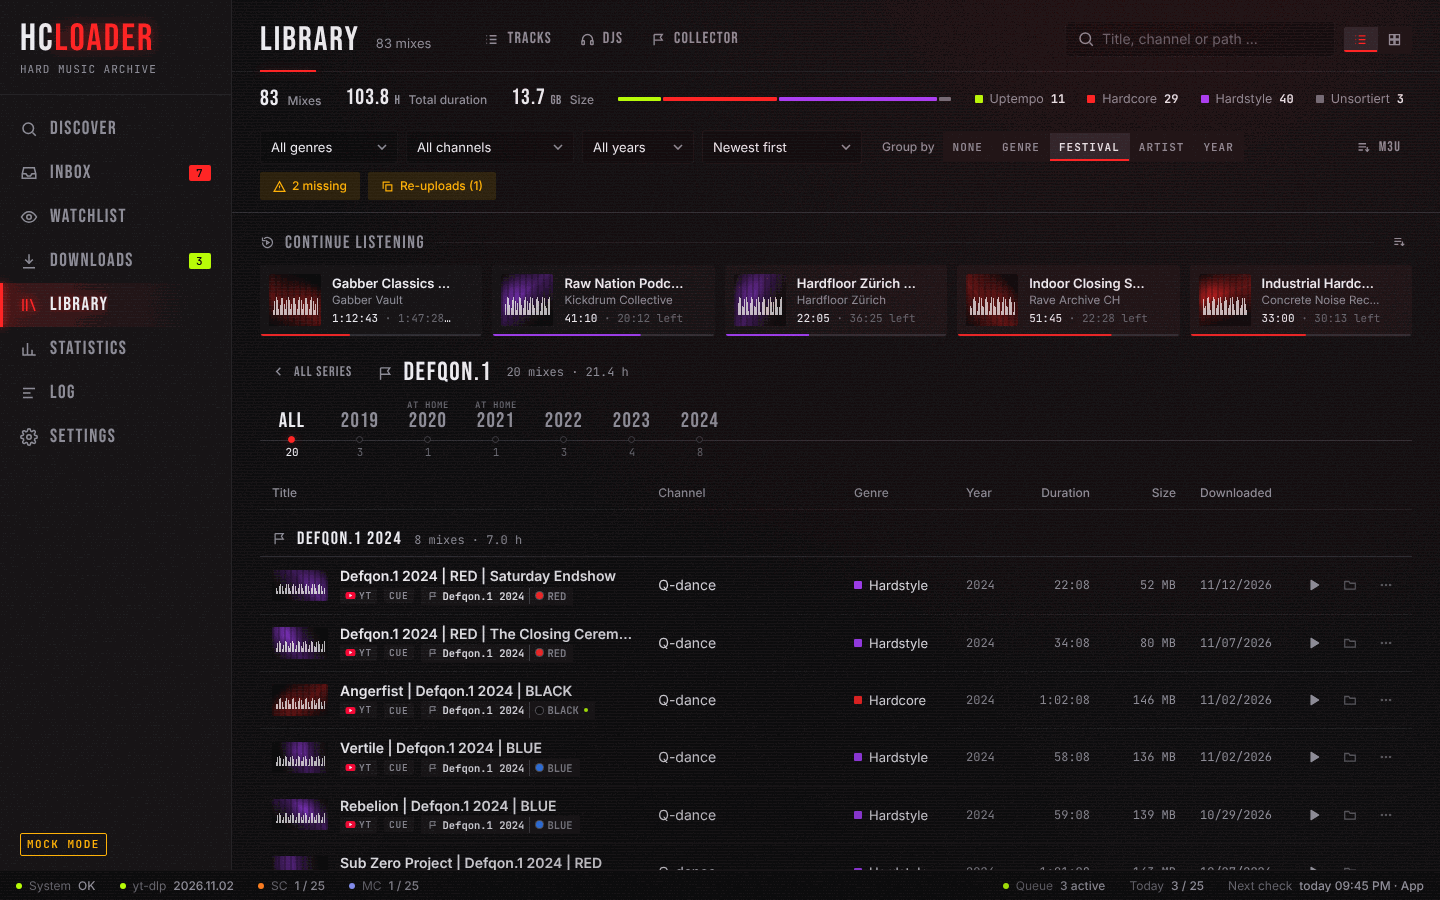 HCLOADER
HARD MUSIC ARCHIVE
DISCOVER
INBOX 7
WATCHLIST
DOWNLOADS 3
LIBRARY
STATISTICS
LOG
SETTINGS
MOCK MODE
LIBRARY 83 mixes TRACKS DJS COLLECTOR Title, channel or path ...
83 Mixes 103.8 H Total duration 13.7 GB Size Uptempo 11 Hardcore 29 Hardstyle 40 Unsortiert 3
All genres All channels All years Newest first Group by NONE GENRE FESTIVAL ARTIST YEAR M3U
2 missing Re-uploads (1)
CONTINUE LISTENING
Gabber Classics ...
Gabber Vault
1:12:43 · 1:47:28…
Raw Nation Podc...
Kickdrum Collective
41:10 · 20:12 left
Hardfloor Zürich ...
Hardfloor Zürich
22:05 · 36:25 left
Indoor Closing S...
Rave Archive CH
51:45 · 22:28 left
Industrial Hardc...
Concrete Noise Rec...
33:00 · 30:13 left
ALL SERIES DEFQON.1 20 mixes · 21.4 h
AT HOME AT HOME
ALL 2019 2020 2021 2022 2023 2024
20 3 1 1 3 4 8
Title Channel Genre Year Duration Size Downloaded
DEFQON.1 2024 8 mixes · 7.0 h
Defqon.1 2024 | RED | Saturday Endshow Q-dance Hardstyle 2024 22:08 52 MB 11/12/2026
YT CUE Defqon.1 2024 RED
Defqon.1 2024 | RED | The Closing Cerem... Q-dance Hardstyle 2024 34:08 80 MB 11/07/2026
YT CUE Defqon.1 2024 RED
Angerfist | Defqon.1 2024 | BLACK Q-dance Hardcore 2024 1:02:08 146 MB 11/02/2026
YT CUE Defqon.1 2024 BLACK
Vertile | Defqon.1 2024 | BLUE Q-dance Hardstyle 2024 58:08 136 MB 11/02/2026
YT CUE Defqon.1 2024 BLUE
Rebelion | Defqon.1 2024 | BLUE Q-dance Hardstyle 2024 59:08 139 MB 10/29/2026
YT CUE Defqon.1 2024 BLUE
Sub Zero Project | Defqon.1 2024 | RED
System OK yt-dlp 2026.11.02 SC 1 / 25 MC 1 / 25 Queue 3 active Today 3 / 25 Next check today 09:45 PM · App